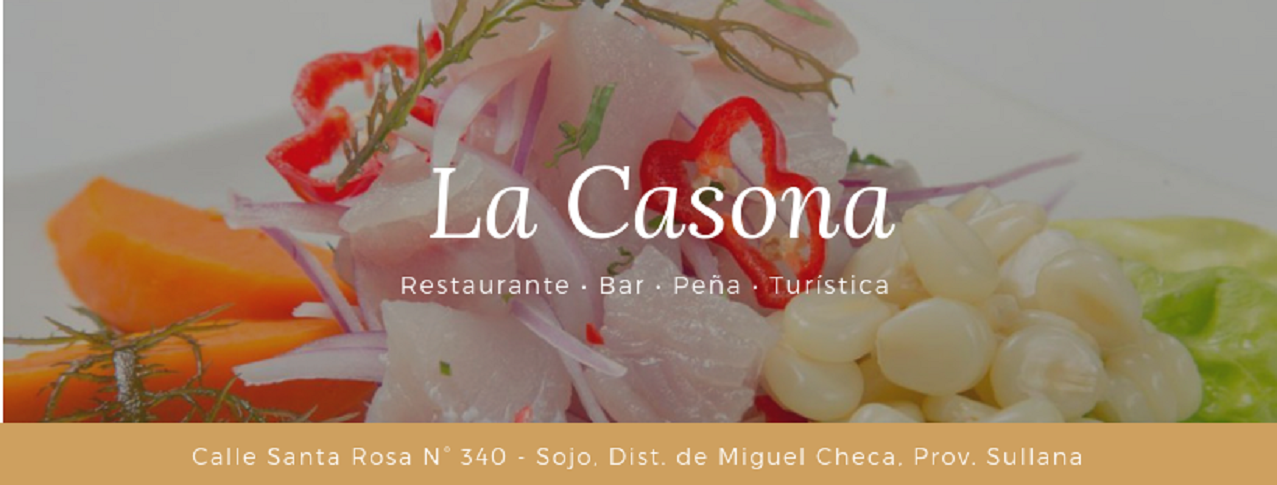 La Casona
Restaurante · Bar · Peña · Turística
Calle Santa Rosa N° 340 - Sojo, Dist. de Miguel Checa, Prov. Sullana